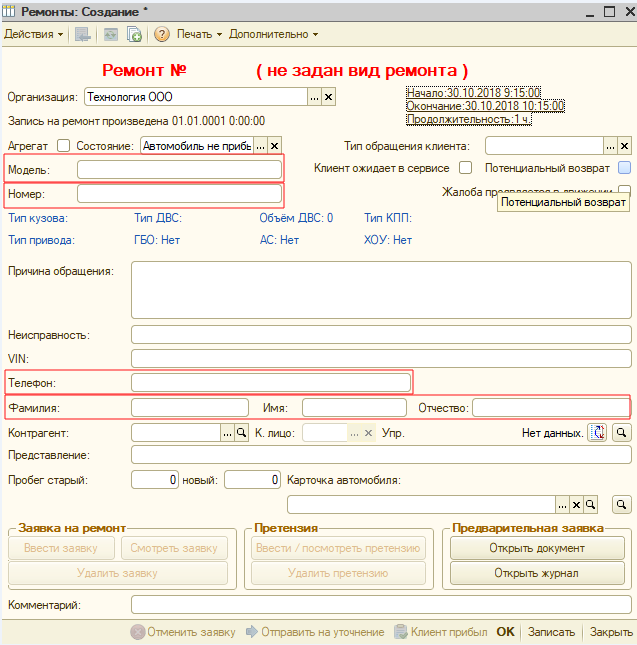 Ремонты: Создание *
Действия Печать Дополнительно
Ремонт № ( не задан вид ремонта )
Организация: Технология ООО ... Начало:30.10.2018 9:15:00
Окончание:30.10.2018 10:15:00
Запись на ремонт произведена 01.01.0001 0:00:00 Продолжительность:1 ч.
Агрегат Состояние: Автомобиль не прибы ... Тип обращения клиента: ...
Модель: Клиент ожидает в сервисе Потенциальный возврат
Номер: Жалоба проявляется в движении
Потенциальный возврат
Тип кузова: Тип ДВС: Объём ДВС: 0 Тип КПП:
Тип привода: ГБО: Нет АС: Нет ХОУ: Нет
Причина обращения:
Неисправность:
VIN:
Телефон:
Фамилия: Имя: Отчество:
Контрагент: ... К. лицо: ... Упр. Нет данных.
Представление:
Пробег старый: 0 новый: 0 Карточка автомобиля:
...
Заявка на ремонт Претензия Предварительная заявка
Ввести заявку Смотреть заявку Ввести / посмотреть претензию Открыть документ
Удалить заявку Удалить претензию Открыть журнал
Комментарий:
Отменить заявку Отправить на уточнение Клиент прибыл OK Записать Закрыть